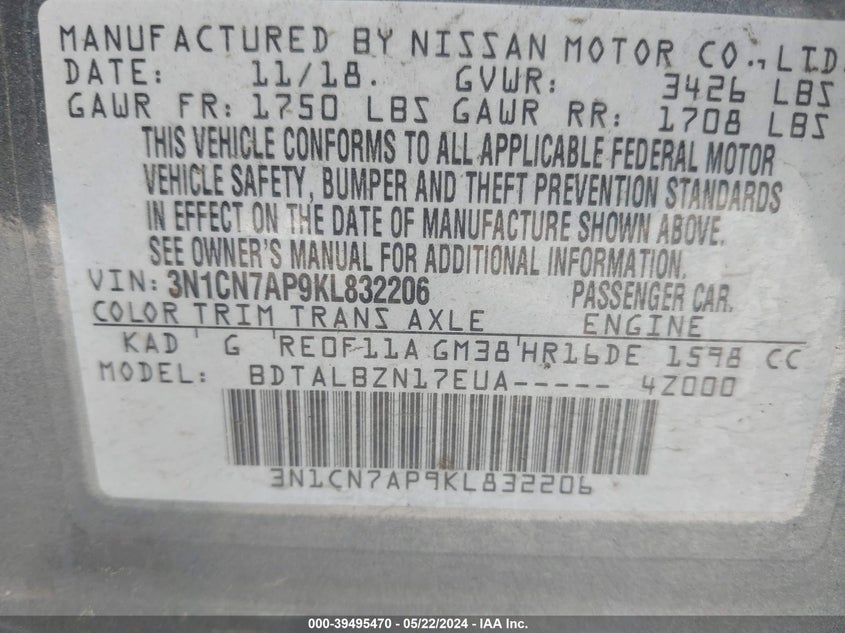 MANUFACTURED BY NISSAN MOTOR CO., LTD.
DATE: 11/18. GVWR: 3426 LBS
GAWR FR: 1750 LBS GAWR RR: 1708 LBS
THIS VEHICLE CONFORMS TO ALL APPLICABLE FEDERAL MOTOR
VEHICLE SAFETY, BUMPER AND THEFT PREVENTION STANDARDS
IN EFFECT ON THE DATE OF MANUFACTURE SHOWN ABOVE.
SEE OWNER'S MANUAL FOR ADDITIONAL INFORMATION.
VIN: 3N1CN7AP9KL832206 PASSENGER CAR.
COLOR TRIM TRANS AXLE ENGINE
KAD G RE0F11A GM38 HR16DE 1598 CC
MODEL: BDTALBZN17EUA----- 4Z000
3N1CN7AP9KL832206
000-39495470 - 05/22/2024 - IAA Inc.